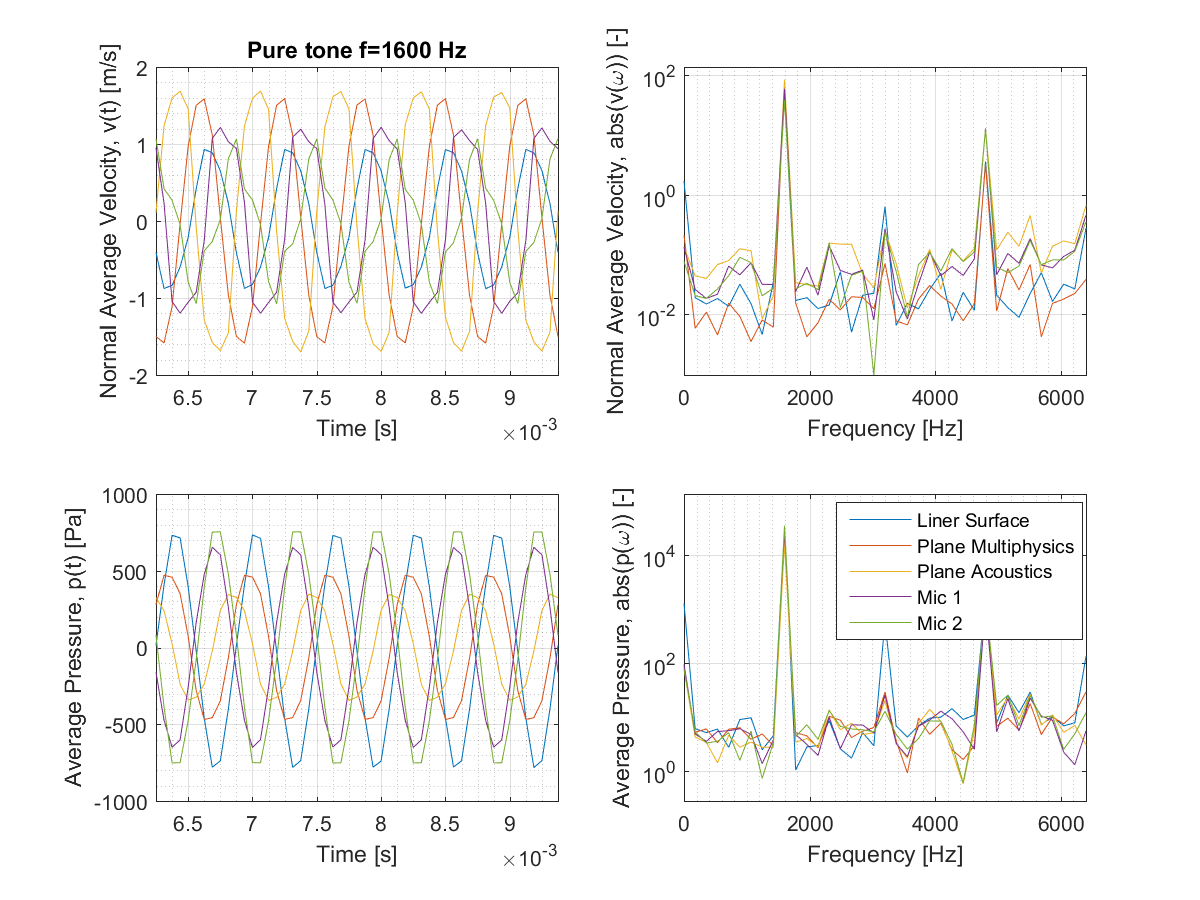 Pure tone f=1600 Hz
Normal Average Velocity, v(t) [m/s]
2
1
0
-1
-2
6.5 7 7.5 8 8.5 9
Time [s]
×10-3
Normal Average Velocity, abs(v(ω)) [-]
102
100
10-2
0 2000 4000 6000
Frequency [Hz]
Average Pressure, p(t) [Pa]
1000
500
0
-500
-1000
6.5 7 7.5 8 8.5 9
Time [s]
×10-3
Average Pressure, abs(p(ω)) [-]
104
102
100
0 2000 4000 6000
Frequency [Hz]
Liner Surface
Plane Multiphysics
Plane Acoustics
Mic 1
Mic 2